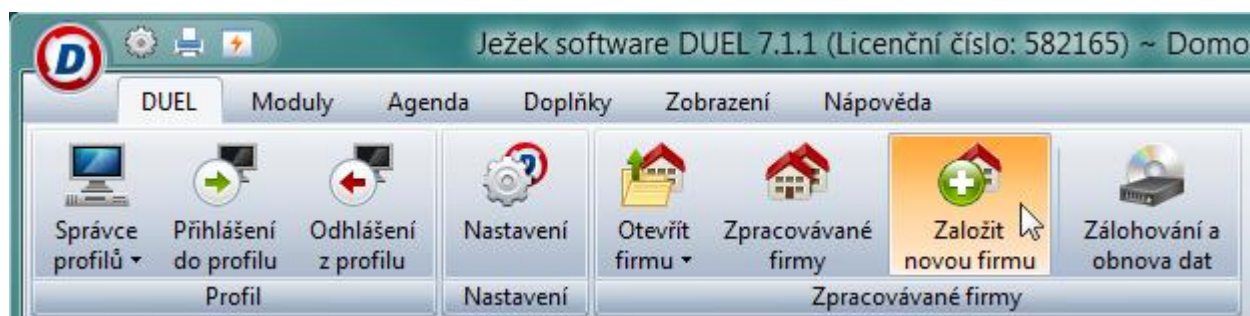 D
Ježek software DUEL 7.1.1 (Licenční číslo: 582165) ~ Domo
DUEL Moduly Agenda Doplňky Zobrazení Nápověda
Správce profilů
Přihlášení do profilu
Odhlášení z profilu
Nastavení
Otevřít firmu
Zpracovávané firmy
Založit novou firmu
Zálohování a obnova dat
Profil Nastavení Zpracovávané firmy